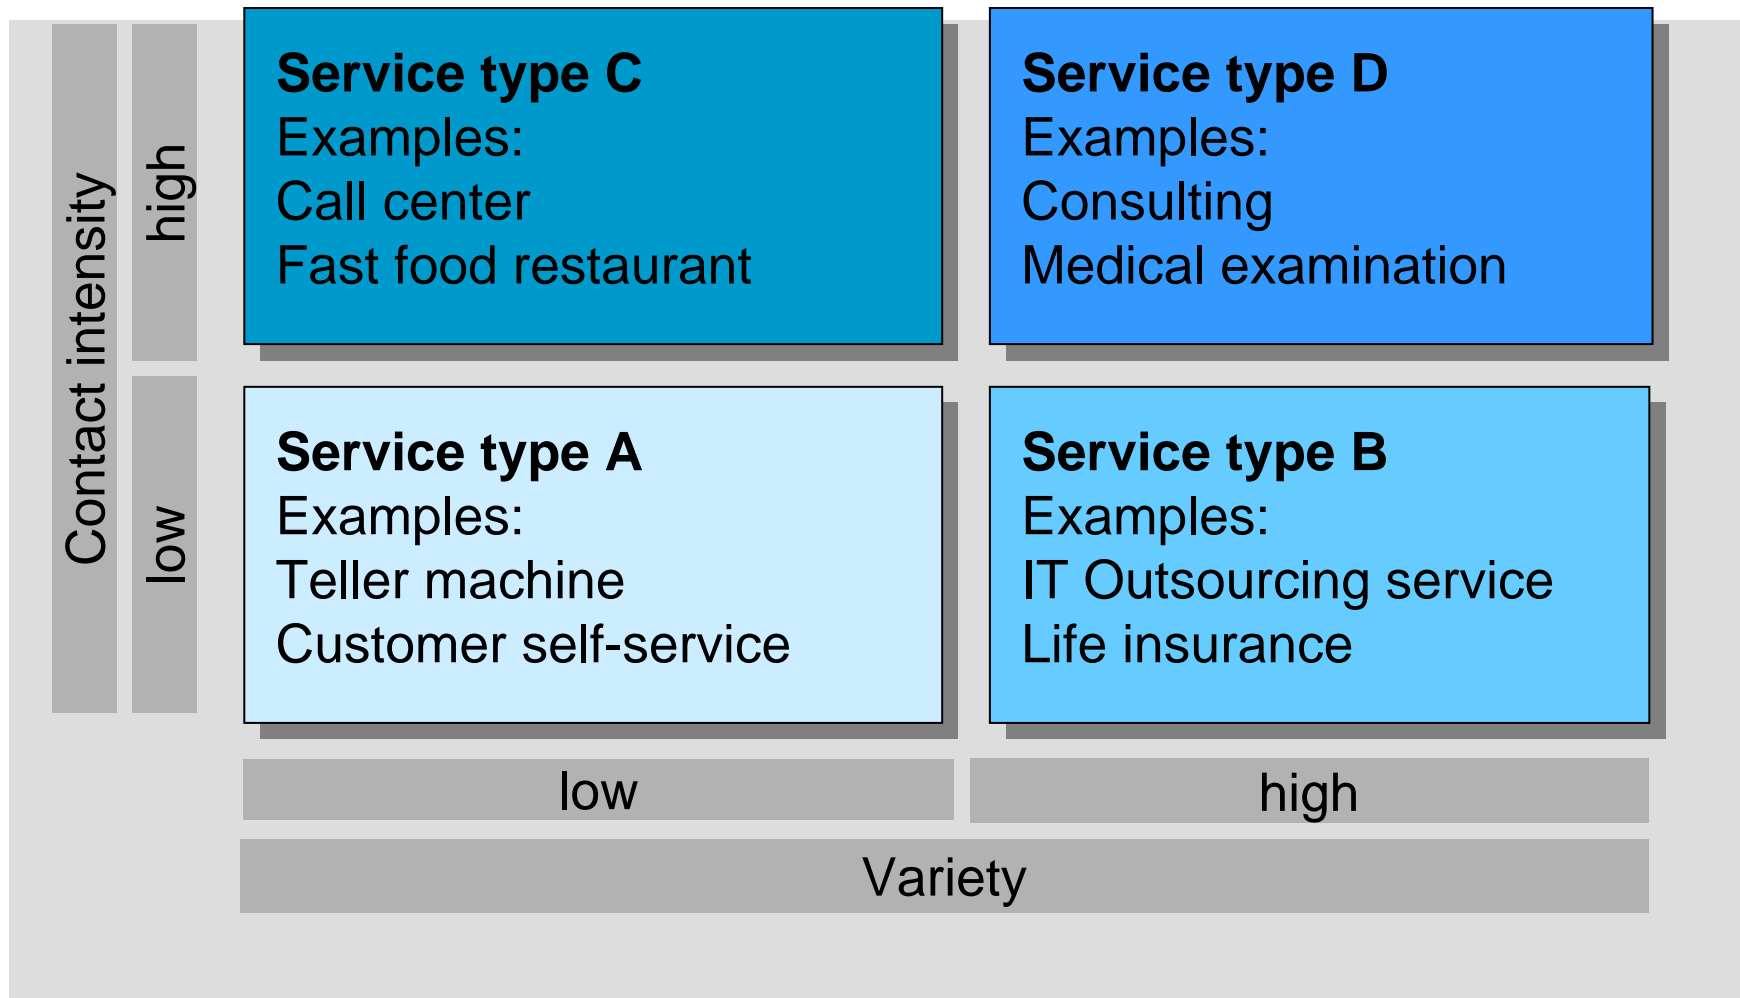 Contact intensity
high
Service type C
Examples:
Call center
Fast food restaurant
Service type D
Examples:
Consulting
Medical examination
low
Service type A
Examples:
Teller machine
Customer self-service
Service type B
Examples:
IT Outsourcing service
Life insurance
low
high
Variety